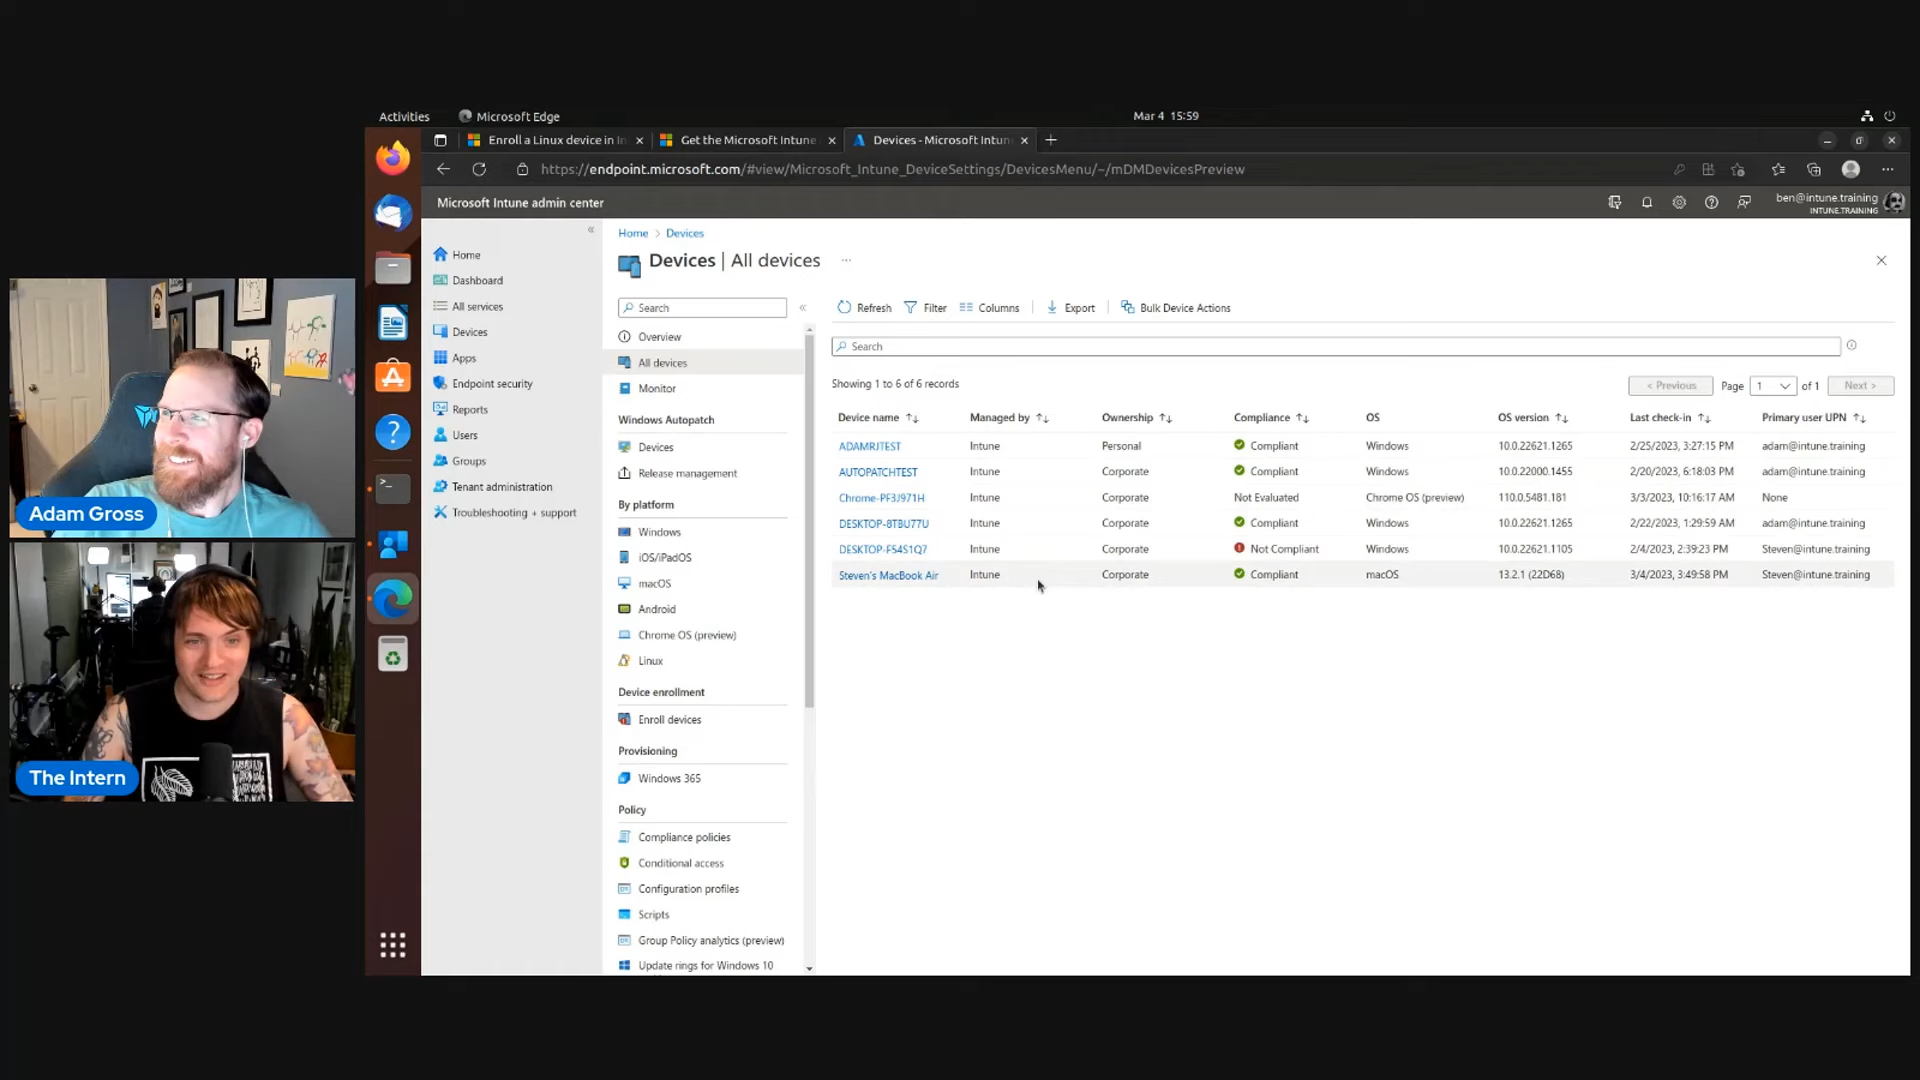 Activities
Microsoft Edge
Mar 4 15:59
Enroll a Linux device in In
Get the Microsoft Intune
Devices - Microsoft Intun
https://endpoint.microsoft.com/#view/Microsoft_Intune_DeviceSettings/DevicesMenu/~/mDMDevicesPreview
Microsoft Intune admin center
ben@intune.training
INTUNE.TRAINING
Home
Dashboard
All services
Devices
Apps
Endpoint security
Reports
Users
Groups
Tenant administration
Troubleshooting + support
Home > Devices
Devices | All devices
Search
Overview
All devices
Monitor
Windows Autopatch
Devices
Release management
By platform
Windows
iOS/iPadOS
macOS
Android
Chrome OS (preview)
Linux
Device enrollment
Enroll devices
Provisioning
Windows 365
Policy
Compliance policies
Conditional access
Configuration profiles
Scripts
Group Policy analytics (preview)
Update rings for Windows 10
Refresh Filter Columns Export Bulk Device Actions
Search
Showing 1 to 6 of 6 records
< Previous Page 1 of 1 Next >
Device name Managed by Ownership Compliance OS OS version Last check-in Primary user UPN
ADAMRJTEST Intune Personal Compliant Windows 10.0.22621.1265 2/25/2023, 3:27:15 PM adam@intune.training
AUTOPATCHTEST Intune Corporate Compliant Windows 10.0.22000.1455 2/20/2023, 6:18:03 PM adam@intune.training
Chrome-PF3J971H Intune Corporate Not Evaluated Chrome OS (preview) 110.0.5481.181 3/3/2023, 10:16:17 AM None
DESKTOP-8TBU77U Intune Corporate Compliant Windows 10.0.22621.1265 2/22/2023, 1:29:59 AM adam@intune.training
DESKTOP-F54S1Q7 Intune Corporate Not Compliant Windows 10.0.22621.1105 2/4/2023, 2:39:23 PM Steven@intune.training
Steven's MacBook Air Intune Corporate Compliant macOS 13.2.1 (22D68) 3/4/2023, 3:49:58 PM Steven@intune.training
Adam Gross
The Intern